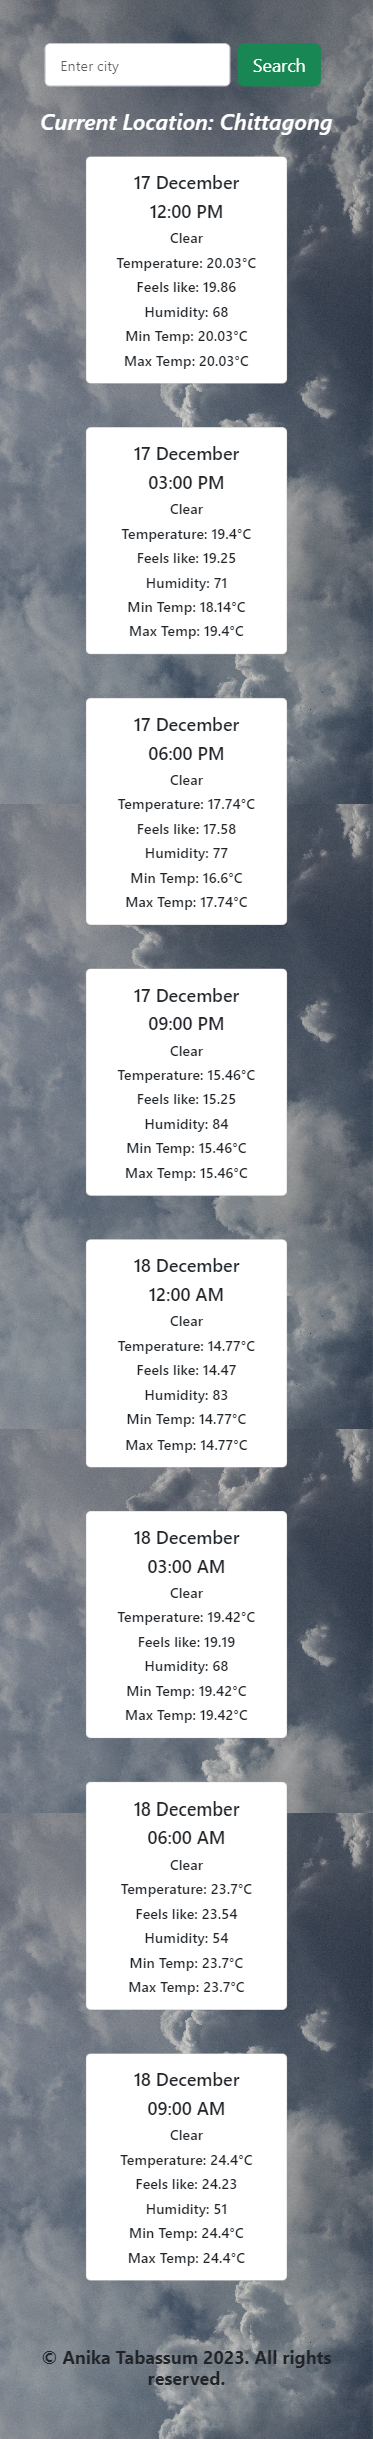 Enter city
Search
Current Location: Chittagong
17 December
12:00 PM
Clear
Temperature: 20.03°C
Feels like: 19.86
Humidity: 68
Min Temp: 20.03°C
Max Temp: 20.03°C
17 December
03:00 PM
Clear
Temperature: 19.4°C
Feels like: 19.25
Humidity: 71
Min Temp: 18.14°C
Max Temp: 19.4°C
17 December
06:00 PM
Clear
Temperature: 17.74°C
Feels like: 17.58
Humidity: 77
Min Temp: 16.6°C
Max Temp: 17.74°C
17 December
09:00 PM
Clear
Temperature: 15.46°C
Feels like: 15.25
Humidity: 84
Min Temp: 15.46°C
Max Temp: 15.46°C
18 December
12:00 AM
Clear
Temperature: 14.77°C
Feels like: 14.47
Humidity: 83
Min Temp: 14.77°C
Max Temp: 14.77°C
18 December
03:00 AM
Clear
Temperature: 19.42°C
Feels like: 19.19
Humidity: 68
Min Temp: 19.42°C
Max Temp: 19.42°C
18 December
06:00 AM
Clear
Temperature: 23.7°C
Feels like: 23.54
Humidity: 54
Min Temp: 23.7°C
Max Temp: 23.7°C
18 December
09:00 AM
Clear
Temperature: 24.4°C
Feels like: 24.23
Humidity: 51
Min Temp: 24.4°C
Max Temp: 24.4°C
© Anika Tabassum 2023. All rights
reserved.